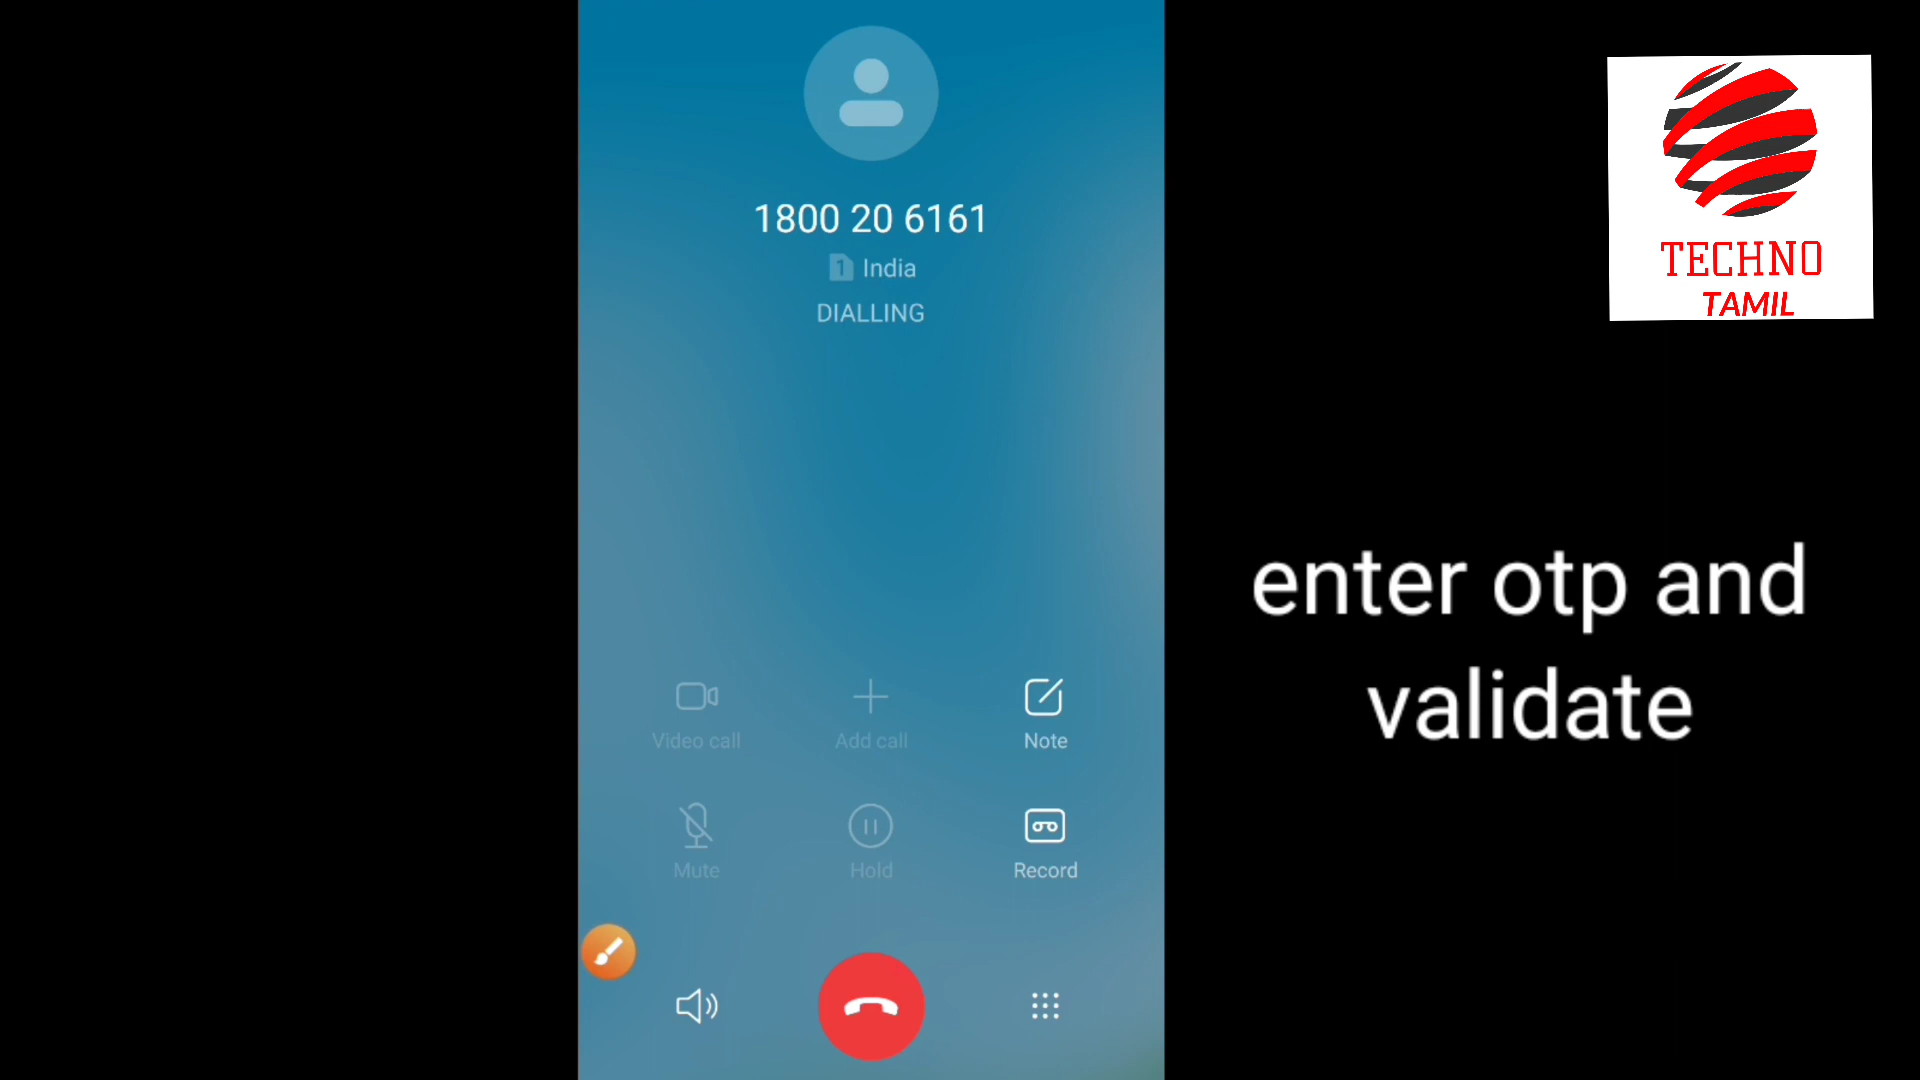 1800 20 6161
1 India
DIALLING
Video call
Add call
Note
Mute
Hold
Record
TECHNO
TAMIL
enter otp and
validate